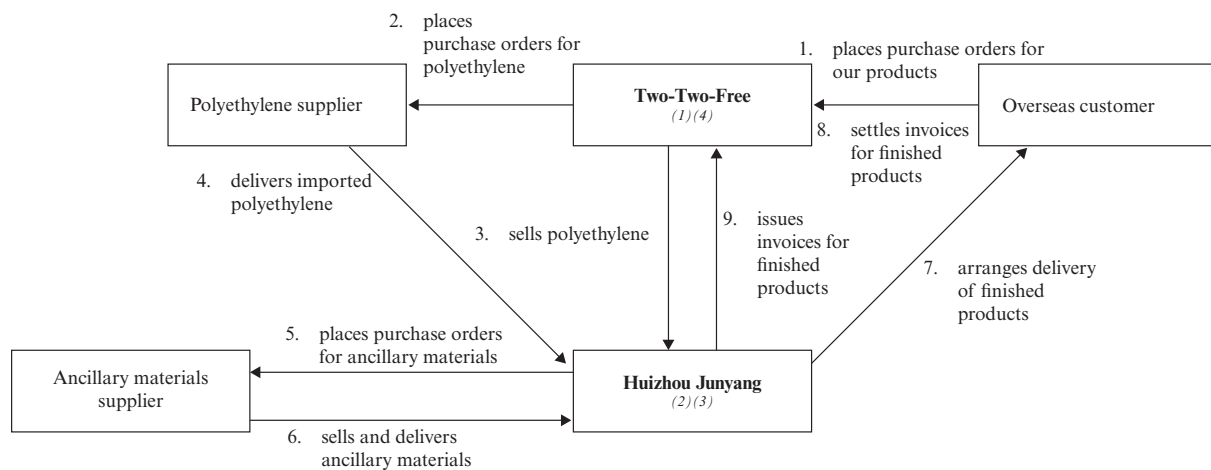 2. places
purchase orders for
polyethylene
1. places purchase orders for
our products
Polyethylene supplier
Two-Two-Free
(1)(4)
Overseas customer
8. settles invoices
for finished
products
4. delivers imported
polyethylene
3. sells polyethylene
9. issues
invoices for
finished
products
7. arranges delivery
of finished
products
5. places purchase orders
for ancillary materials
Ancillary materials
supplier
Huizhou Junyang
(2)(3)
6. sells and delivers
ancillary materials